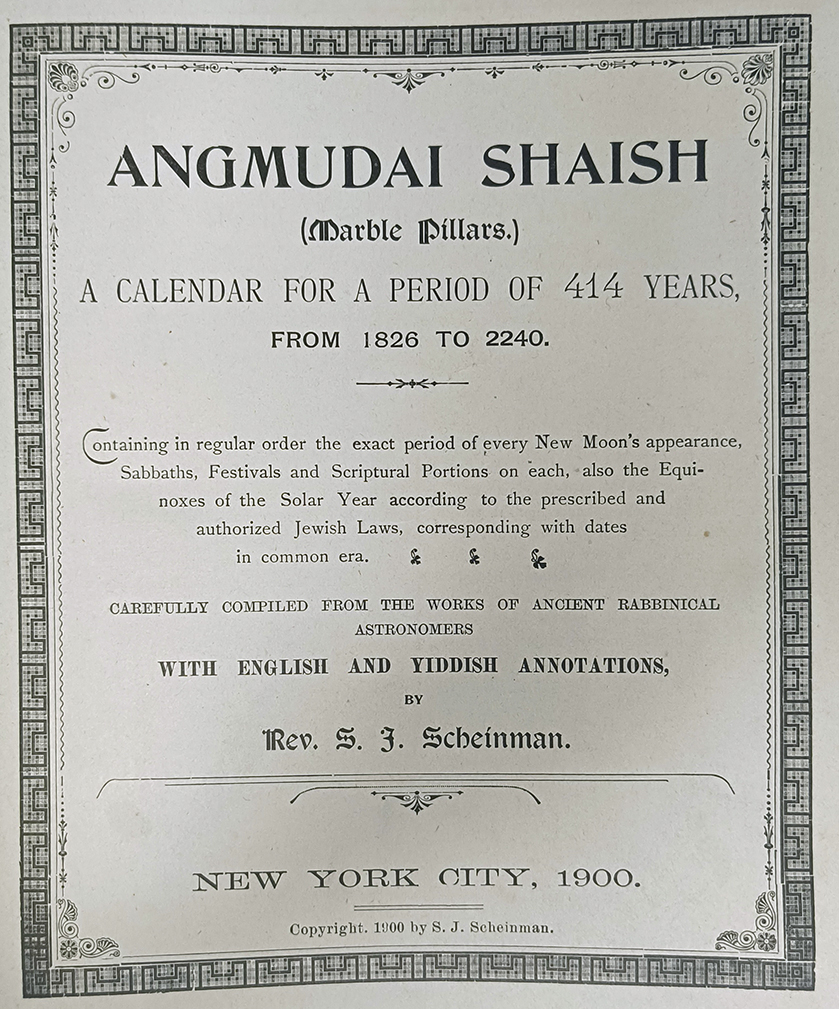 ANGMUDAI SHAISH
(Marble Pillars.)
A CALENDAR FOR A PERIOD OF 414 YEARS,
FROM 1826 TO 2240.
Containing in regular order the exact period of every New Moon's appearance,
Sabbaths, Festivals and Scriptural Portions on each, also the Equi-
noxes of the Solar Year according to the prescribed and
authorized Jewish Laws, corresponding with dates
in common era.
CAREFULLY COMPILED FROM THE WORKS OF ANCIENT RABBINICAL
ASTRONOMERS
WITH ENGLISH AND YIDDISH ANNOTATIONS,
BY
Rev. S. J. Scheinman.
NEW YORK CITY, 1900.
Copyright. 1900 by S. J. Scheinman.